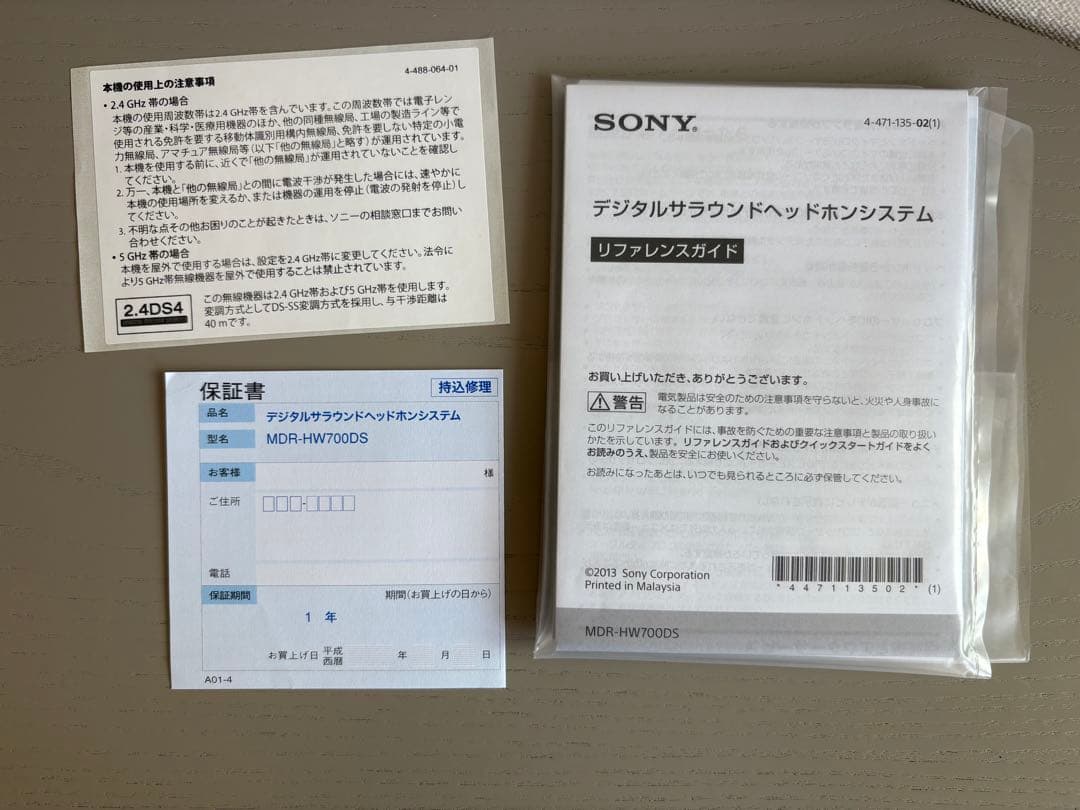 本機の使用上の注意事項
4-488-064-01
• 2.4 GHz 帯の場合
本機の使用周波数帯は2.4 GHz帯を含んでいます。この周波数帯では電子レン
ジ等の産業・科学・医療用機器のほか、他の同種無線局、工場の製造ライン等で
使用される免許を要する移動体識別用構内無線局、免許を要しない特定の小電
力無線局、アマチュア無線局等(以下「他の無線局」と略す)が運用されています。
1. 本機を使用する前に、近くで「他の無線局」が運用されていないことを確認し
てください。
2. 万一、本機と「他の無線局」との間に電波干渉が発生した場合には、速やかに
本機の使用場所を変えるか、または機器の運用を停止(電波の発射を停止)し
てください。
3. 不明な点その他お困りのことが起きたときは、ソニーの相談窓口までお問い
合わせください。
• 5 GHz 帯の場合
本機を屋外で使用する場合は、設定を2.4 GHz帯に変更してください。法令に
より5 GHz帯無線機器を屋外で使用することは禁止されています。
2.4DS4
この無線機器は2.4 GHz帯および5 GHz帯を使用します。
変調方式としてDS-SS変調方式を採用し、与干渉距離は
40 mです。
保証書
持込修理
品名
デジタルサラウンドヘッドホンシステム
型名
MDR-HW700DS
お客様
様
ご住所
電話
保証期間
期間(お買上げの日から)
1 年
お買上げ日 平成 西暦 年 月 日
A01-4
SONY®
4-471-135-02(1)
デジタルサラウンドヘッドホンシステム
リファレンスガイド
お買い上げいただき、ありがとうございます。
警告
電気製品は安全のための注意事項を守らないと、火災や人身事故に
なることがあります。
このリファレンスガイドには、事故を防ぐための重要な注意事項と製品の取り扱い
かたを示しています。リファレンスガイドおよびクイックスタートガイドをよく
お読みのうえ、製品を安全にお使いください。
お読みになったあとは、いつでも見られるところに必ず保管してください。
©2013 Sony Corporation
Printed in Malaysia
*447113502*(1)
MDR-HW700DS